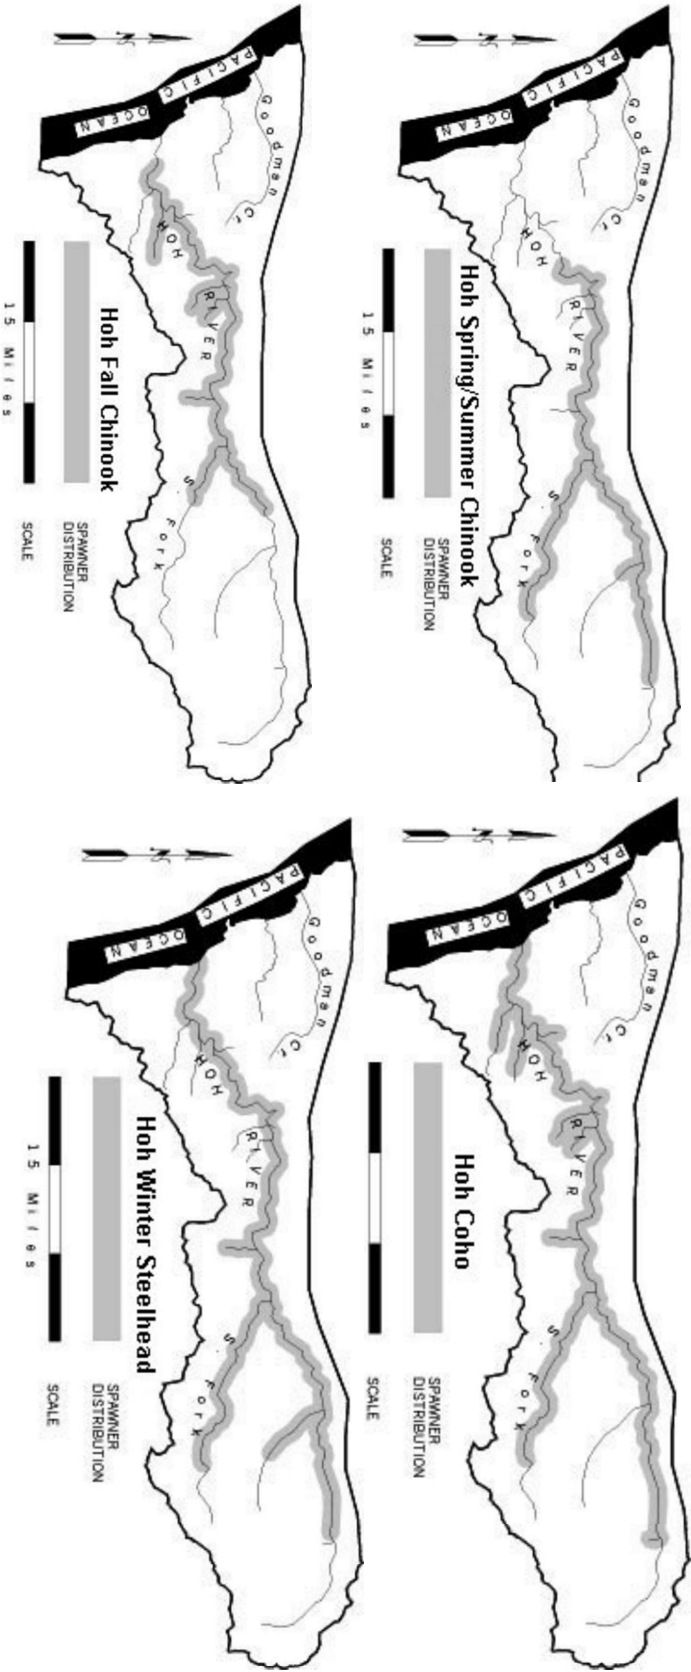 Goodman Cr
PACIFIC
OCEAN
N
HOH
RIVER
S. Fork
Hoh Spring/Summer Chinook
SPAWNER
DISTRIBUTION
SCALE
15 Miles
Goodman Cr
PACIFIC
OCEAN
N
HOH
RIVER
S. Fork
Hoh Coho
SPAWNER
DISTRIBUTION
SCALE
Goodman Cr
PACIFIC
OCEAN
N
HOH
RIVER
S. Fork
Hoh Fall Chinook
SPAWNER
DISTRIBUTION
SCALE
15 Miles
Goodman Cr
PACIFIC
OCEAN
N
HOH
RIVER
S. Fork
Hoh Winter Steelhead
SPAWNER
DISTRIBUTION
SCALE
15 Miles